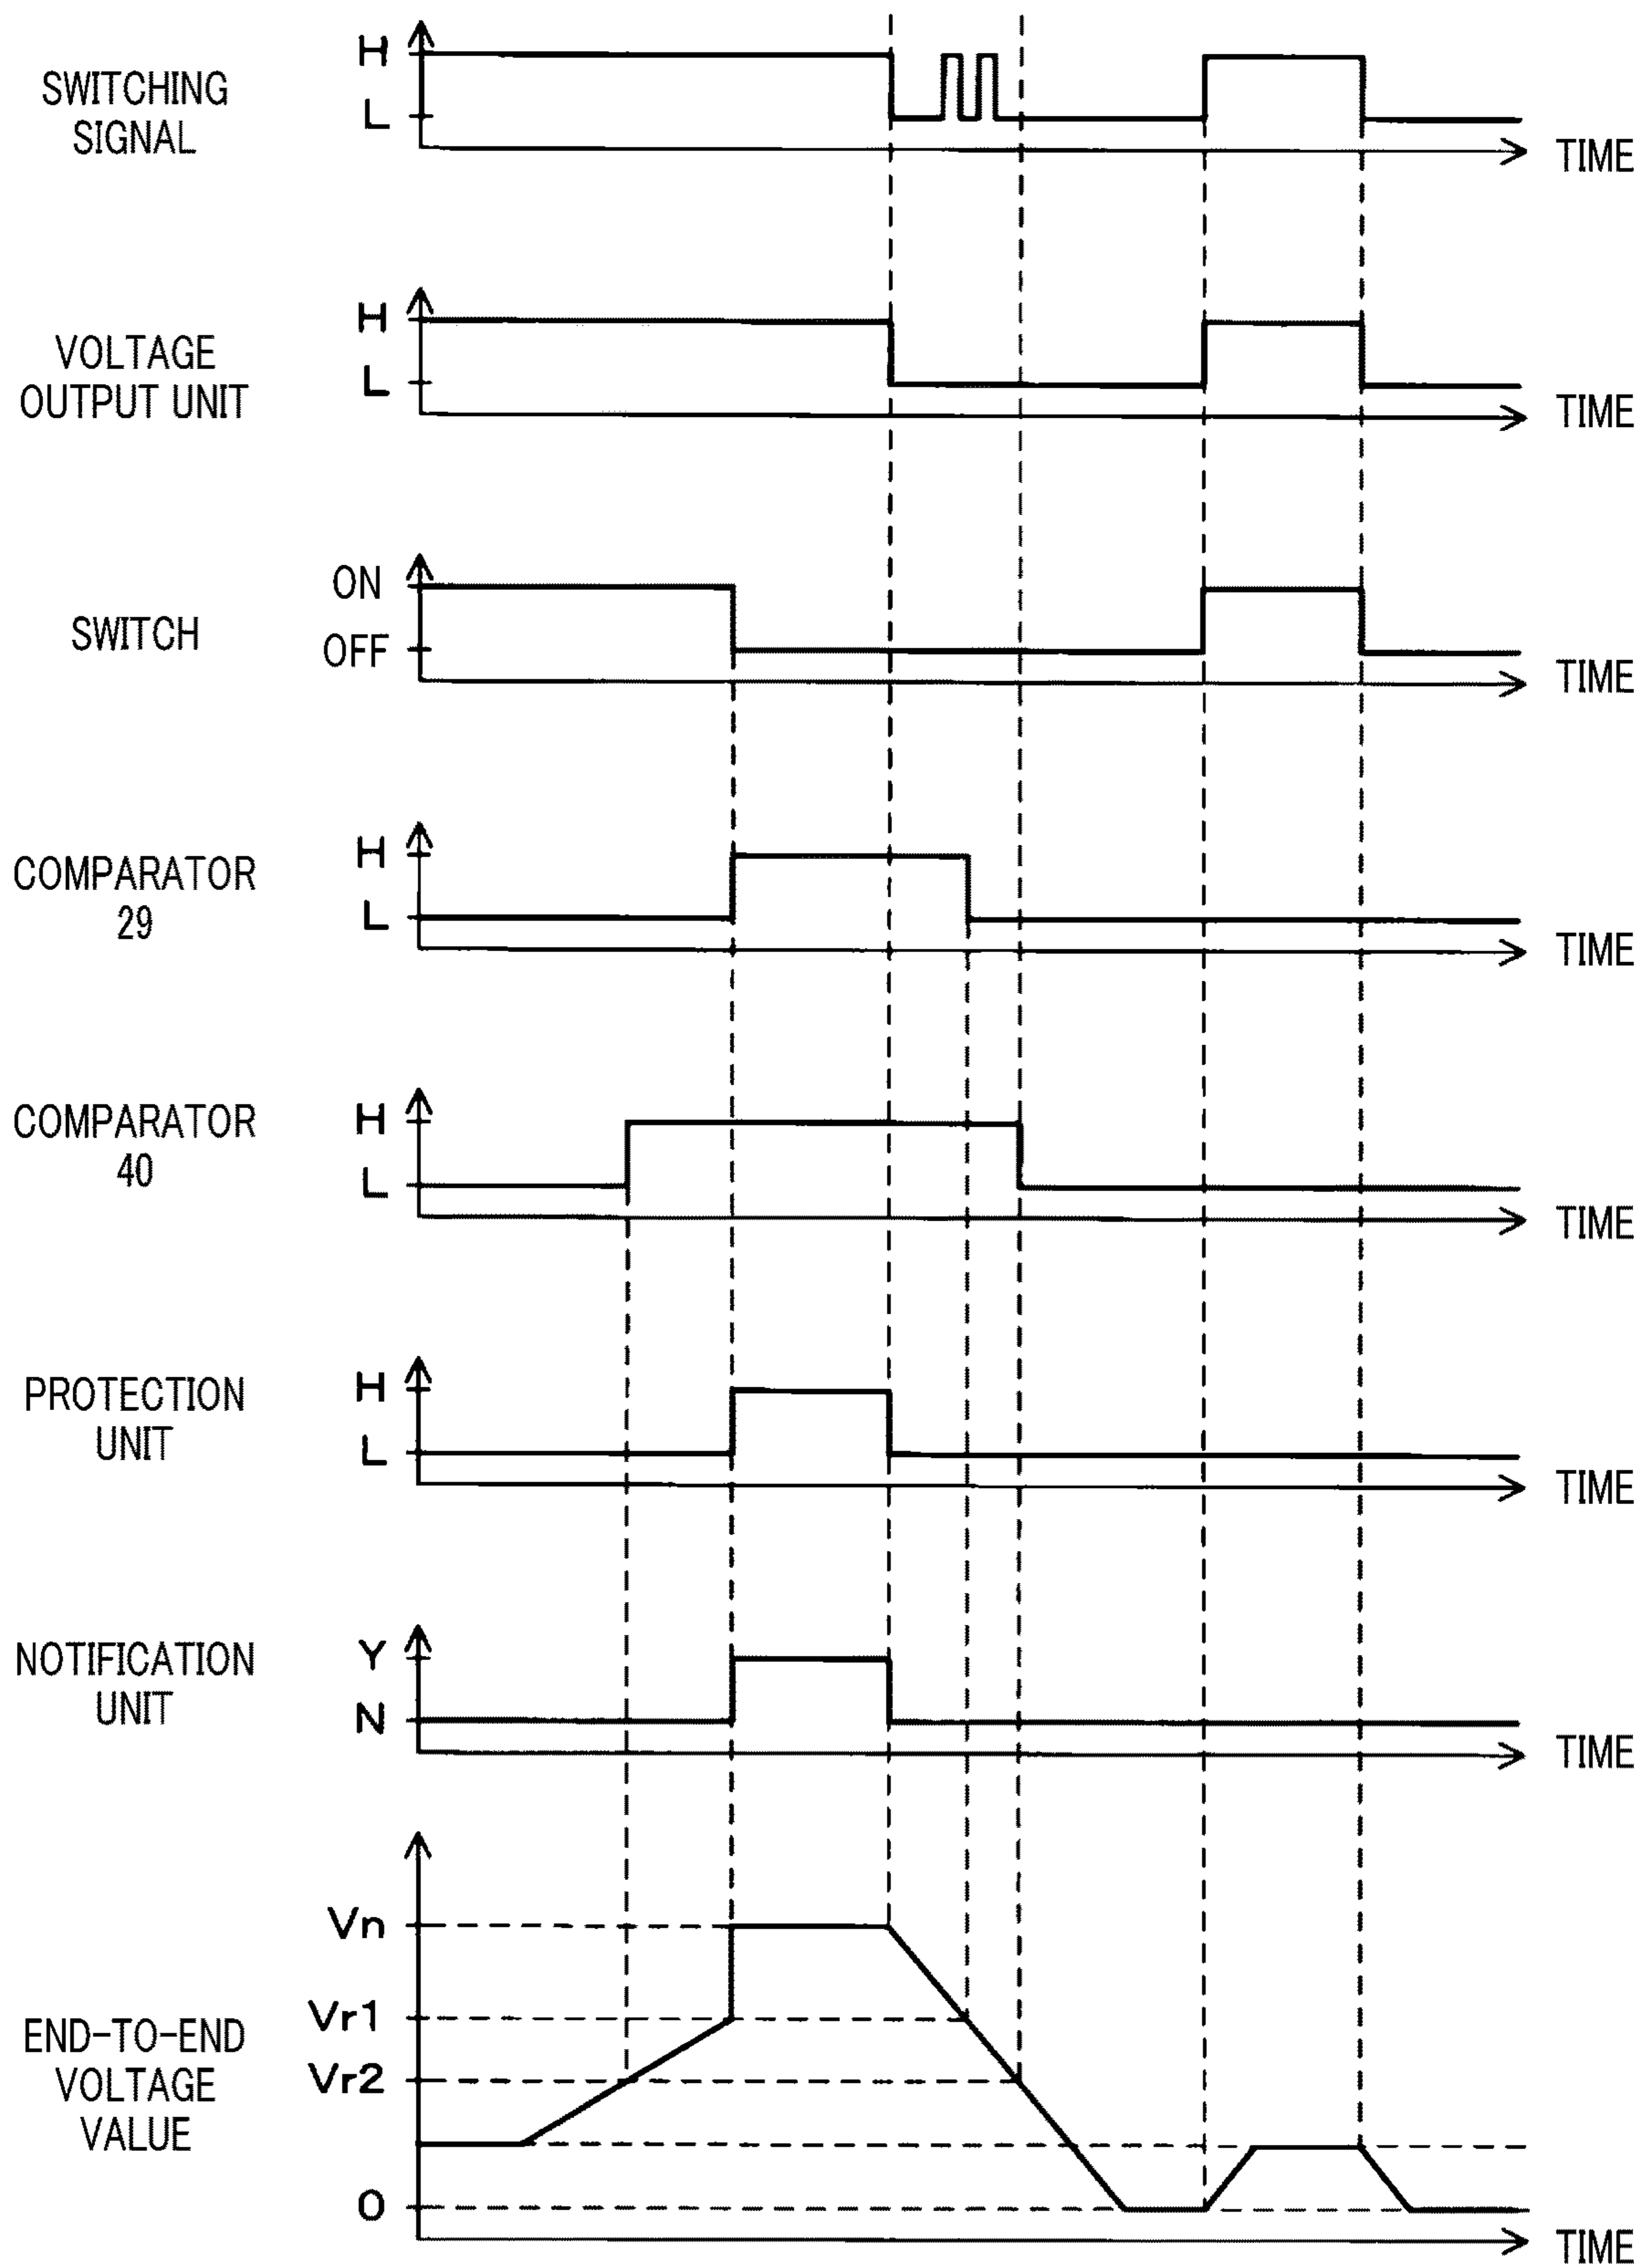 H
SWITCHING
SIGNAL
L
TIME
H
VOLTAGE
OUTPUT UNIT
L
TIME
ON
SWITCH
OFF
TIME
H
COMPARATOR
29
L
TIME
H
COMPARATOR
40
L
TIME
H
PROTECTION
UNIT
L
TIME
Y
NOTIFICATION
UNIT
N
TIME
Vn
Vr1
END-TO-END
VOLTAGE
VALUE
Vr2
0
TIME